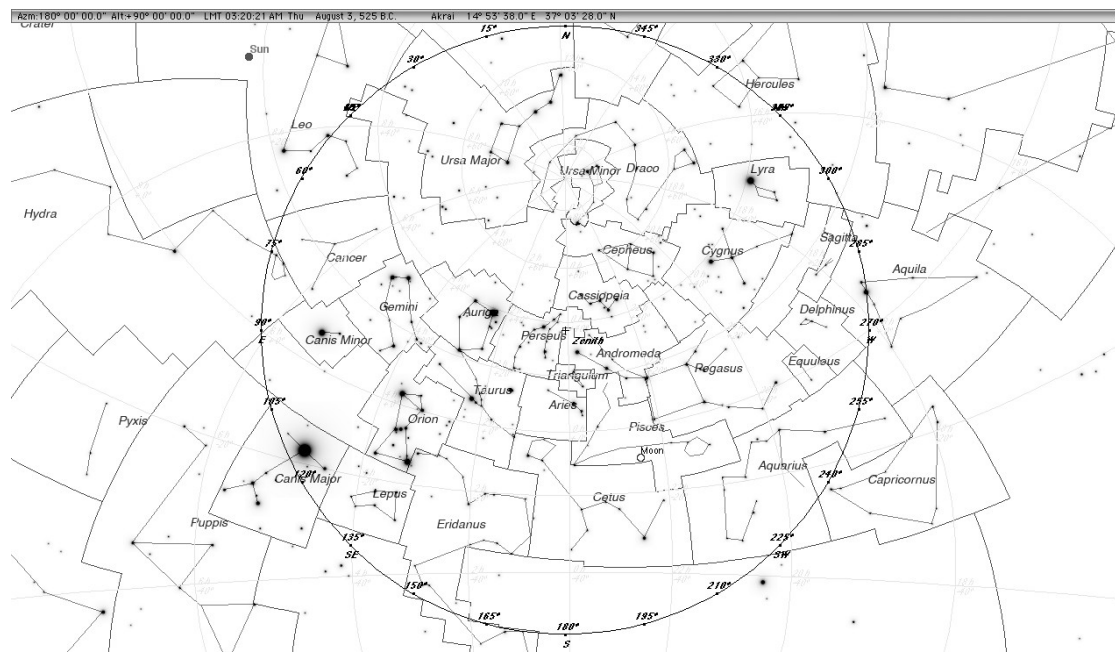 Azm:180° 00' 00.0" Alt:+90° 00' 00.0" LMT 03:20:21 AM Thu August 3, 525 B.C. Akrai 14° 53' 38.0" E 37° 03' 28.0" N
Crater
Sun
15°
N
345°
30°
330°
Hercules
Leo
Ursa Major
Ursa Minor
Draco
Lyra
60°
300°
Hydra
75°
Cancer
Cepheus
Cygnus
Sagitta
285°
Aquila
Gemini
Auriga
Cassiopeia
Delphinus
90°
E
Canis Minor
Perseus
Zenith
270°
W
Andromeda
Triangulum
Pegasus
Equuleus
Taurus
105°
Orion
Aries
Pisces
255°
Pyxis
Moon
Aquarius
240°
120°
Canis Major
Capricornus
Lepus
Cetus
Puppis
Eridanus
135°
SE
225°
SW
150°
210°
165°
180°
195°
S